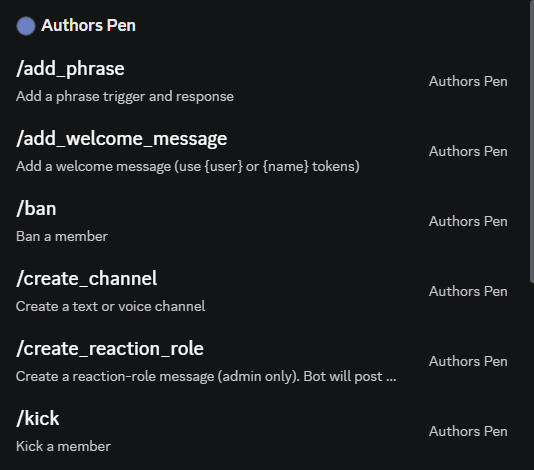 Authors Pen
/add_phrase
Add a phrase trigger and response
Authors Pen
/add_welcome_message
Add a welcome message (use {user} or {name} tokens)
Authors Pen
/ban
Ban a member
Authors Pen
/create_channel
Create a text or voice channel
Authors Pen
/create_reaction_role
Create a reaction-role message (admin only). Bot will post ...
Authors Pen
/kick
Kick a member
Authors Pen